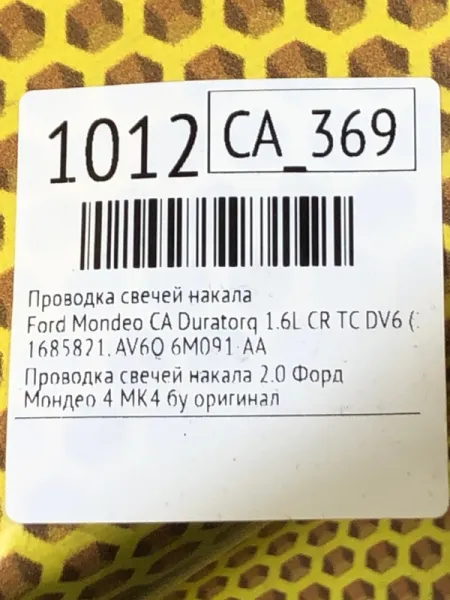 1012 CA_369
Проводка свечей накала
Ford Mondeo CA Duratorq 1.6L CR TC DV6 (:
1685821, AV6Q 6M091-AA
Проводка свечей накала 2.0 Форд
Мондео 4 МК4 бу оригинал